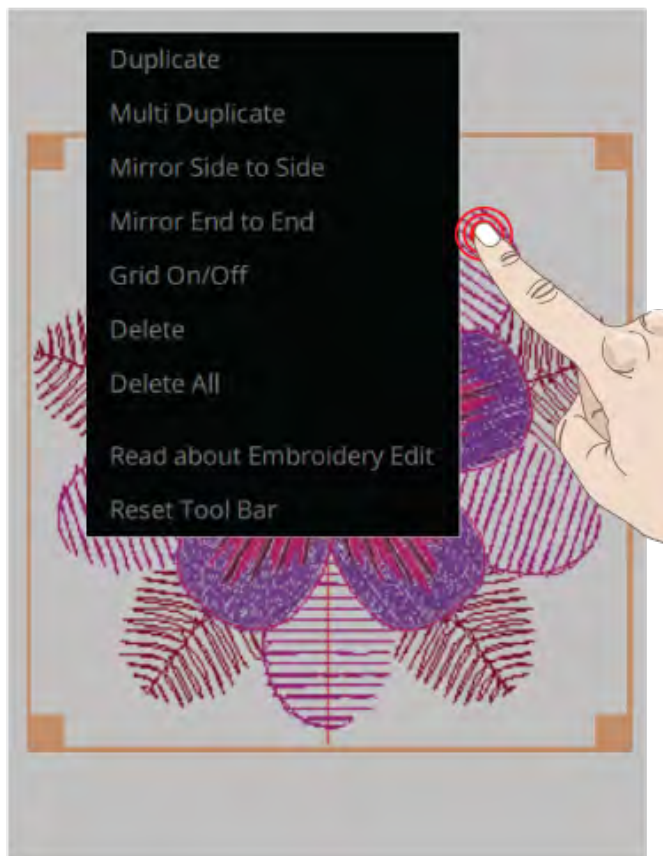 Duplicate
Multi Duplicate
Mirror Side to Side
Mirror End to End
Grid On/Off
Delete
Delete All
Read about Embroidery Edit
Reset Tool Bar